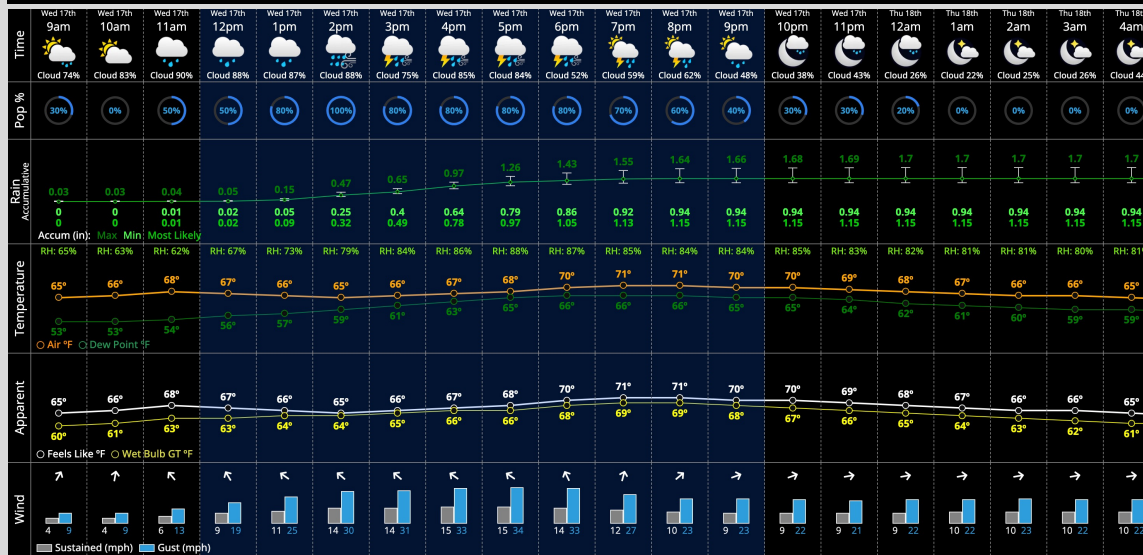 Wed 17th Wed 17th Wed 17th Wed 17th Wed 17th Wed 17th Wed 17th Wed 17th Wed 17th Wed 17th Wed 17th Wed 17th Wed 17th Wed 17th Wed 17th Thu 18th Thu 18th Thu 18th Thu 18th Thu 18t
Time 9am 10am 11am 12pm 1pm 2pm 3pm 4pm 5pm 6pm 7pm 8pm 9pm 10pm 11pm 12am 1am 2am 3am 4am
Cloud 74% Cloud 83% Cloud 90% Cloud 88% Cloud 87% Cloud 88% Cloud 75% Cloud 85% Cloud 84% Cloud 52% Cloud 59% Cloud 62% Cloud 48% Cloud 38% Cloud 43% Cloud 26% Cloud 22% Cloud 25% Cloud 26% Cloud 44
Pop % 30% 0% 50% 50% 80% 100% 80% 80% 80% 80% 70% 60% 40% 30% 30% 20% 0% 0% 0% 0%
Rain
Accumulative
0.03 0.03 0.04 0.05 0.15 0.47 0.65 0.97 1.26 1.43 1.55 1.64 1.66 1.68 1.69 1.7 1.7 1.7 1.7 1.7
0 0 0.01 0.02 0.05 0.25 0.4 0.64 0.79 0.86 0.92 0.94 0.94 0.94 0.94 0.94 0.94 0.94 0.94 0.94
0 0 0.01 0.02 0.09 0.32 0.49 0.78 0.97 1.05 1.13 1.15 1.15 1.15 1.15 1.15 1.15 1.15 1.15 1.15
Accum (in): Max Min Most Likely
RH: 65% RH: 63% RH: 62% RH: 67% RH: 73% RH: 79% RH: 84% RH: 86% RH: 88% RH: 87% RH: 85% RH: 84% RH: 84% RH: 85% RH: 83% RH: 82% RH: 81% RH: 81% RH: 80% RH: 81%
Temperature
65° 66° 68° 67° 66° 65° 66° 67° 68° 70° 71° 71° 70° 70° 69° 68° 67° 66° 66° 65°
53° 53° 54° 56° 57° 59° 61° 63° 65° 66° 66° 66° 65° 65° 64° 62° 61° 60° 59° 59°
Air °F Dew Point °F
Apparent
65° 66° 68° 67° 66° 65° 66° 67° 68° 70° 71° 71° 70° 70° 69° 68° 67° 66° 66° 65°
60° 61° 63° 63° 64° 64° 65° 66° 66° 68° 69° 69° 68° 67° 66° 65° 64° 63° 62° 61°
Feels Like °F Wet Bulb GT °F
Wind
4 9 4 9 6 13 9 19 11 25 14 30 14 31 15 33 15 34 14 33 12 27 10 23 9 23 9 22 9 21 9 22 10 22 10 23 10 22 10 22
Sustained (mph) Gust (mph)